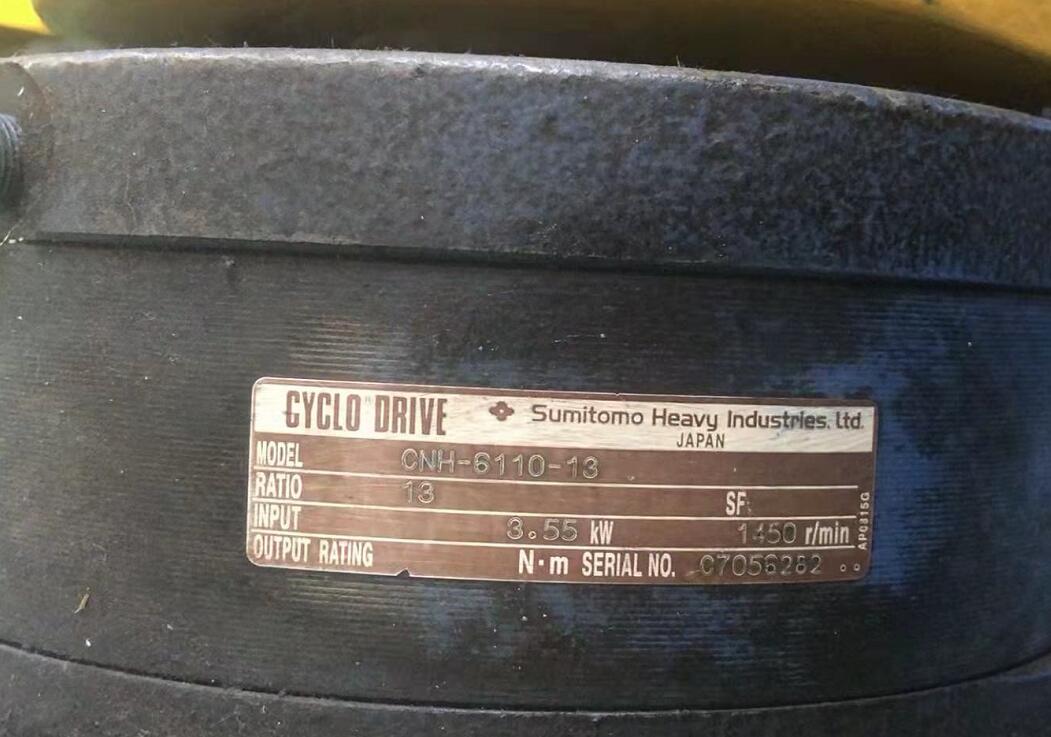 CYCLO DRIVE Sumitomo Heavy Industries, Ltd.
JAPAN
MODEL CNH-6110-13
RATIO 13 SF
INPUT 3.55 kW 1450 r/min
OUTPUT RATING N·m SERIAL NO. C7056282
AP0815G